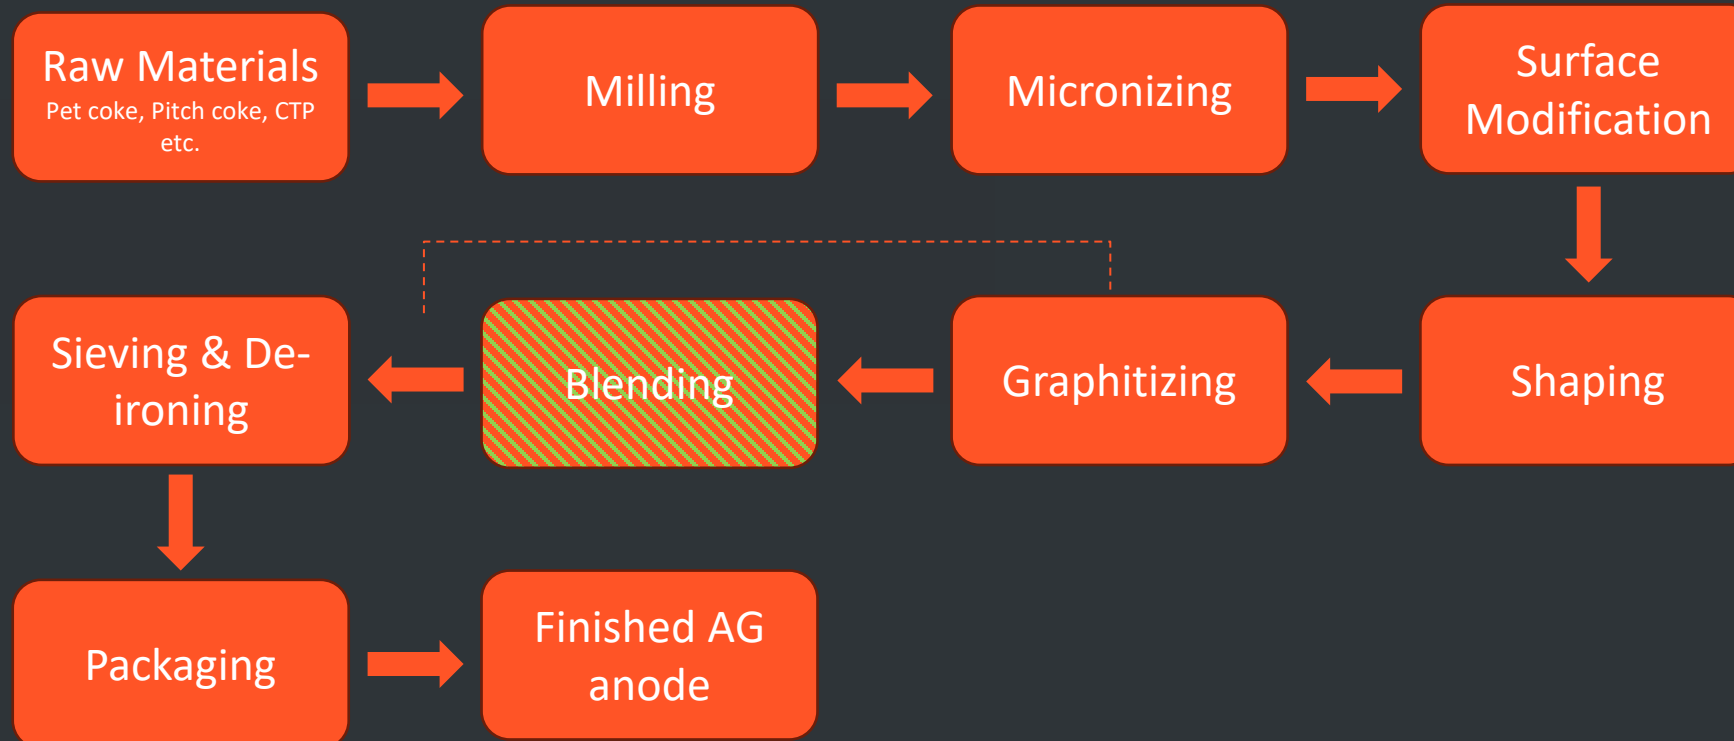 Raw Materials
Pet coke, Pitch coke, CTP
etc.
Milling
Micronizing
Surface
Modification
Sieving & De-
ironing
Blending
Graphitizing
Shaping
Packaging
Finished AG
anode